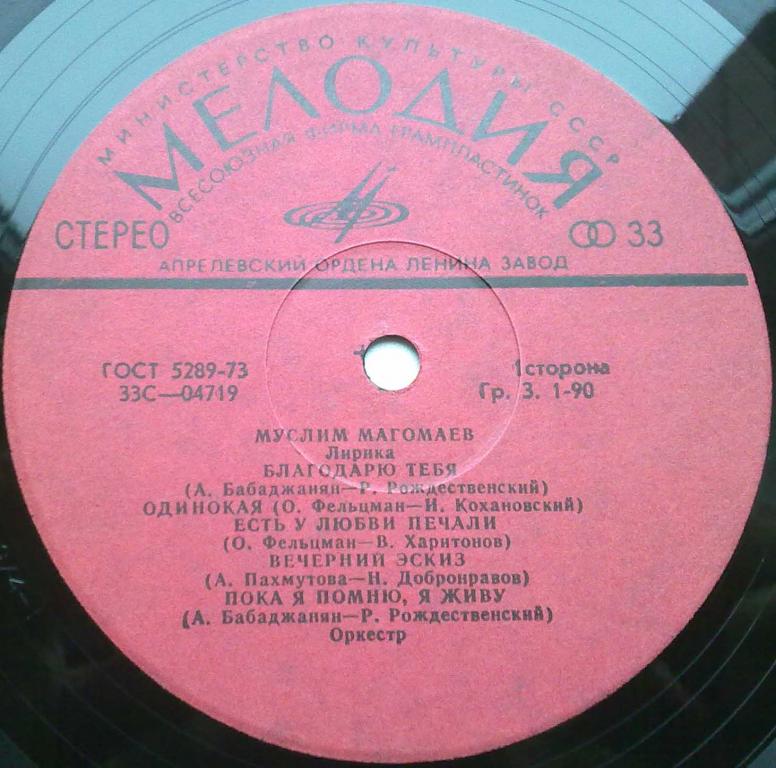 МИНИСТЕРСТВО КУЛЬТУРЫ СССР
МЕЛОДИЯ
ВСЕСОЮЗНАЯ ФИРМА ГРАМПЛАСТИНОК
СТЕРЕО 33
АПРЕЛЕВСКИЙ ОРДЕНА ЛЕНИНА ЗАВОД
ГОСТ 5289-73 1 сторона
33С—04719 Гр. 3. 1-90
МУСЛИМ МАГОМАЕВ
Лирика
БЛАГОДАРЮ ТЕБЯ
(А. Бабаджанян—Р. Рождественский)
ОДИНОКАЯ (О. Фельцман—И. Кохановский)
ЕСТЬ У ЛЮБВИ ПЕЧАЛИ
(О. Фельцман—В. Харитонов)
ВЕЧЕРНИЙ ЭСКИЗ
(А. Пахмутова—Н. Добронравов)
ПОКА Я ПОМНЮ, Я ЖИВУ
(А. Бабаджанян—Р. Рождественский)
Оркестр